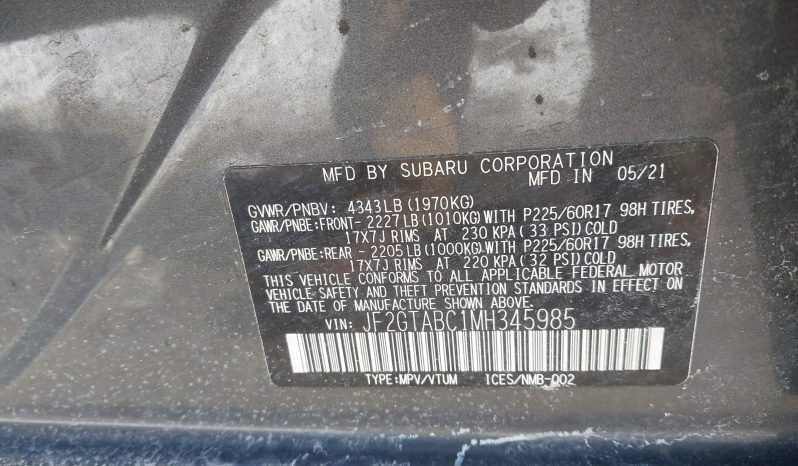 MFD BY SUBARU CORPORATION
MFD IN 05/21
GVWR/PNBV: 4343LB(1970KG)
GAWR/PNBE:FRONT- 2227LB(1010KG)WITH P225/60R17 98H TIRES,
17X7J RIMS AT 230 KPA( 33 PSI)COLD
GAWR/PNBE:REAR - 2205LB(1000KG)WITH P225/60R17 98H TIRES,
17X7J RIMS AT 220 KPA( 32 PSI)COLD
THIS VEHICLE CONFORMS TO ALL APPLICABLE FEDERAL MOTOR
VEHICLE SAFETY AND THEFT PREVENTION STANDARDS IN EFFECT ON
THE DATE OF MANUFACTURE SHOWN ABOVE.
VIN: JF2GTABC1MH345985
TYPE:MPV/VTUM ICES/NMB-002